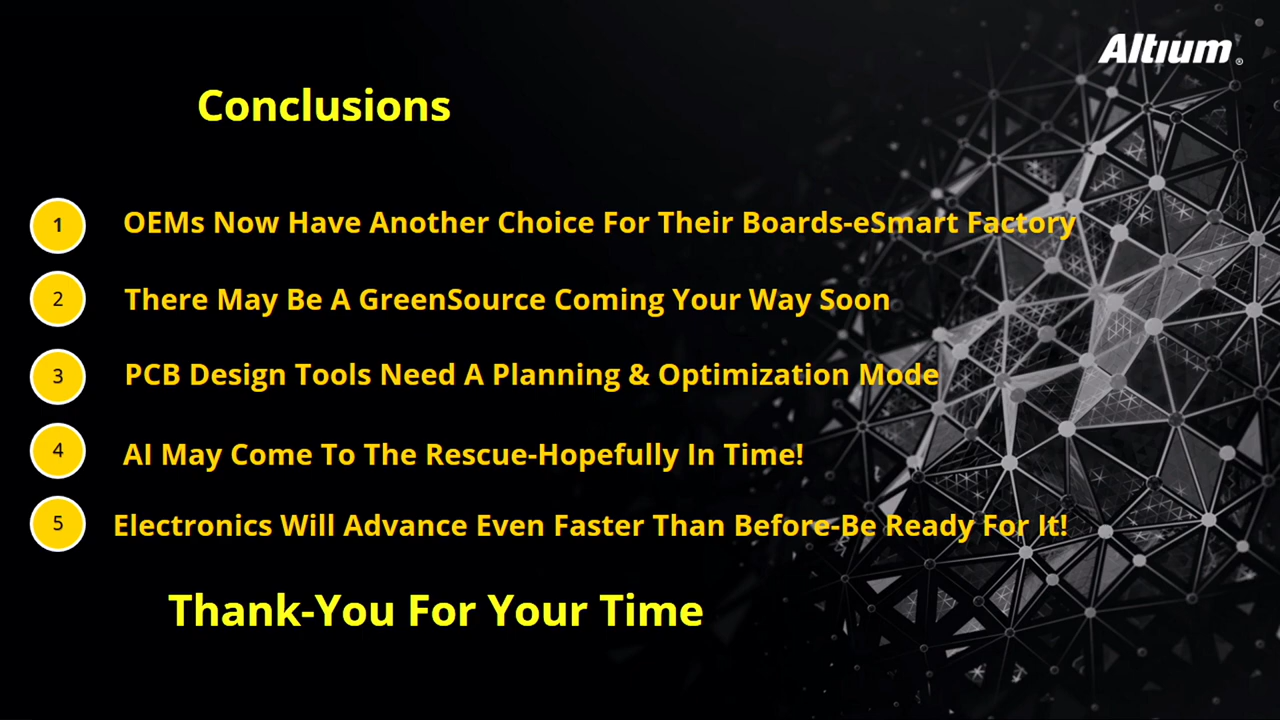 Altium®
Conclusions
1 OEMs Now Have Another Choice For Their Boards-eSmart Factory
2 There May Be A GreenSource Coming Your Way Soon
3 PCB Design Tools Need A Planning & Optimization Mode
4 AI May Come To The Rescue-Hopefully In Time!
5 Electronics Will Advance Even Faster Than Before-Be Ready For It!
Thank-You For Your Time